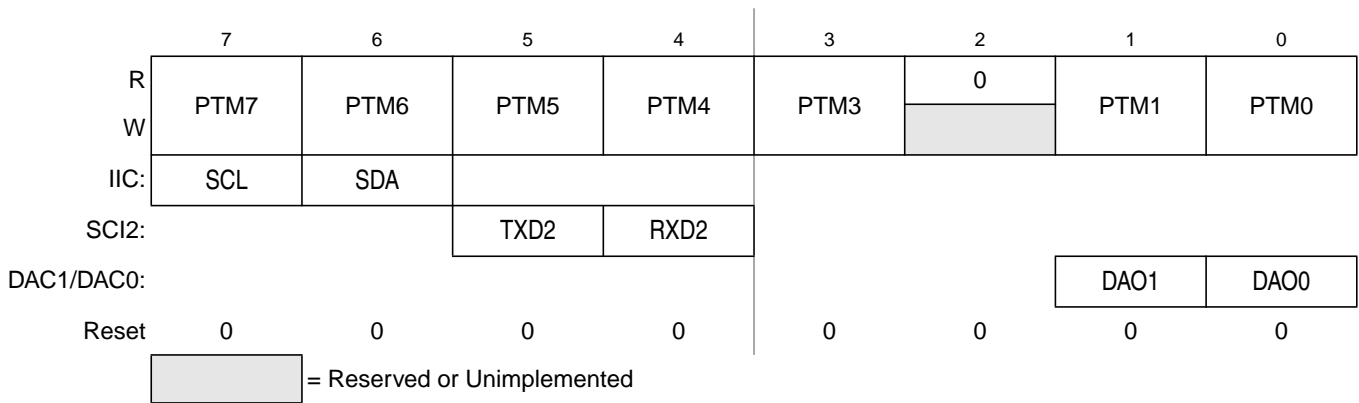 7 6 5 4 3 2 1 0
R 0
PTM7 PTM6 PTM5 PTM4 PTM3 PTM1 PTM0
W
IIC: SCL SDA
SCI2: TXD2 RXD2
DAC1/DAC0: DAO1 DAO0
Reset 0 0 0 0 0 0 0 0
= Reserved or Unimplemented